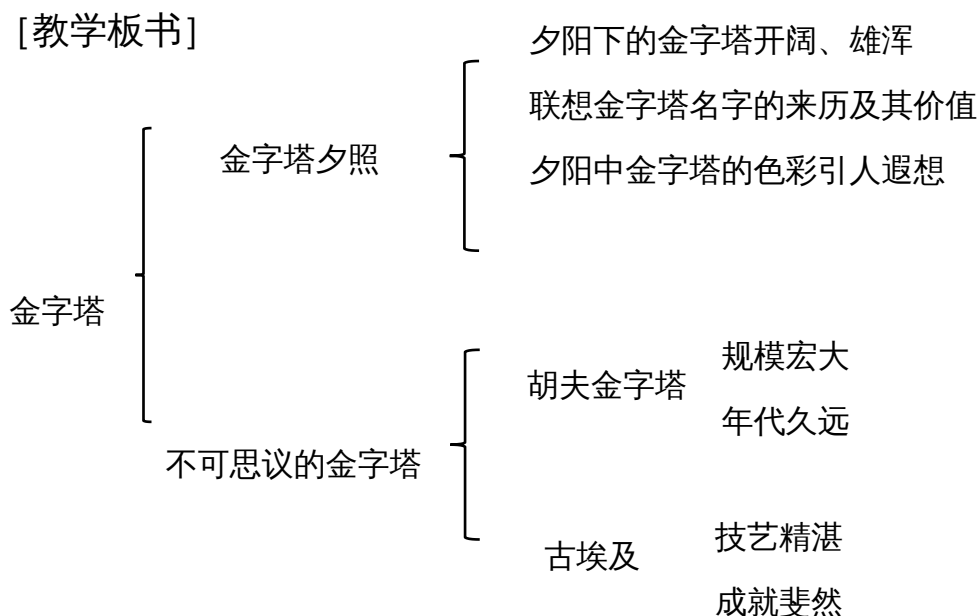 ［教学板书］
夕阳下的金字塔开阔、雄浑
联想金字塔名字的来历及其价值
金字塔夕照
夕阳中金字塔的色彩引人遐想
金字塔
规模宏大
胡夫金字塔
年代久远
不可思议的金字塔
技艺精湛
古埃及
成就斐然